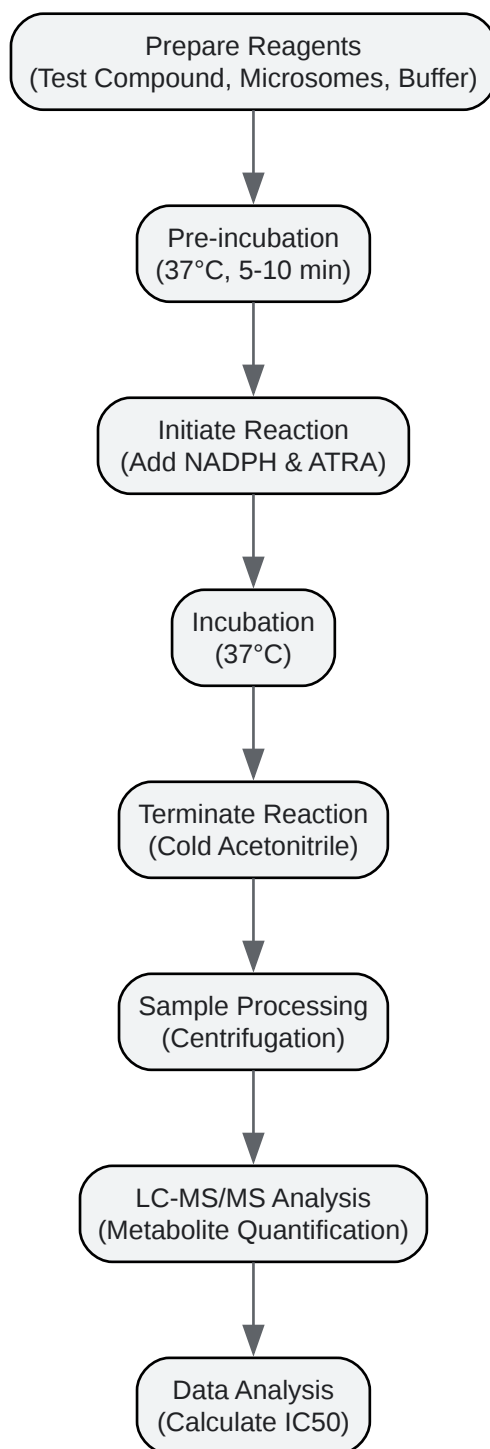 Prepare Reagents
(Test Compound, Microsomes, Buffer)
Pre-incubation
(37°C, 5-10 min)
Initiate Reaction
(Add NADPH & ATRA)
Incubation
(37°C)
Terminate Reaction
(Cold Acetonitrile)
Sample Processing
(Centrifugation)
LC-MS/MS Analysis
(Metabolite Quantification)
Data Analysis
(Calculate IC50)